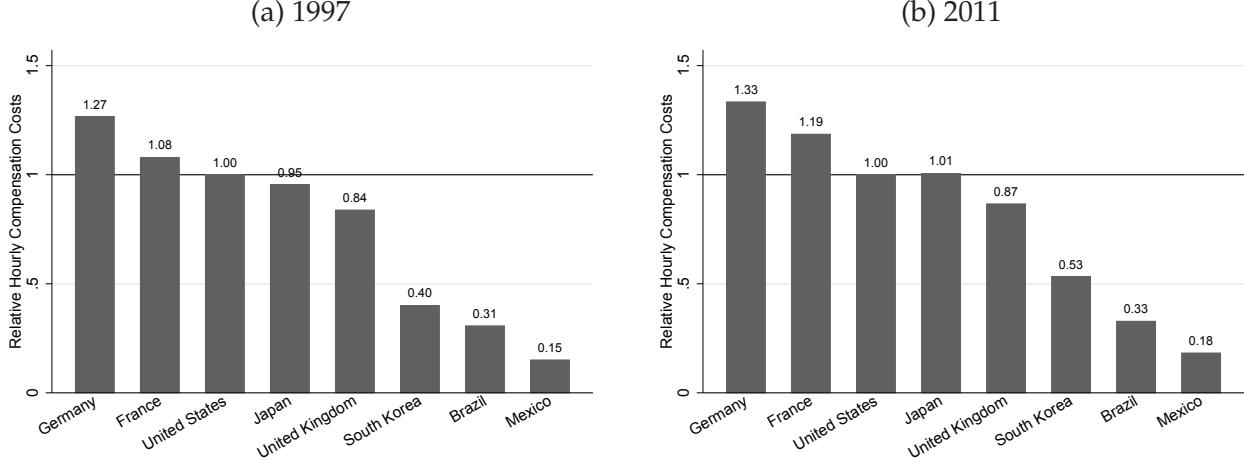 (a) 1997
Relative Hourly Compensation Costs
1.5
1
.5
0
1.27
1.08
1.00
0.95
0.84
0.40
0.31
0.15
Germany
France
United States
Japan
United Kingdom
South Korea
Brazil
Mexico
(b) 2011
Relative Hourly Compensation Costs
1.5
1
.5
0
1.33
1.19
1.00
1.01
0.87
0.53
0.33
0.18
Germany
France
United States
Japan
United Kingdom
South Korea
Brazil
Mexico